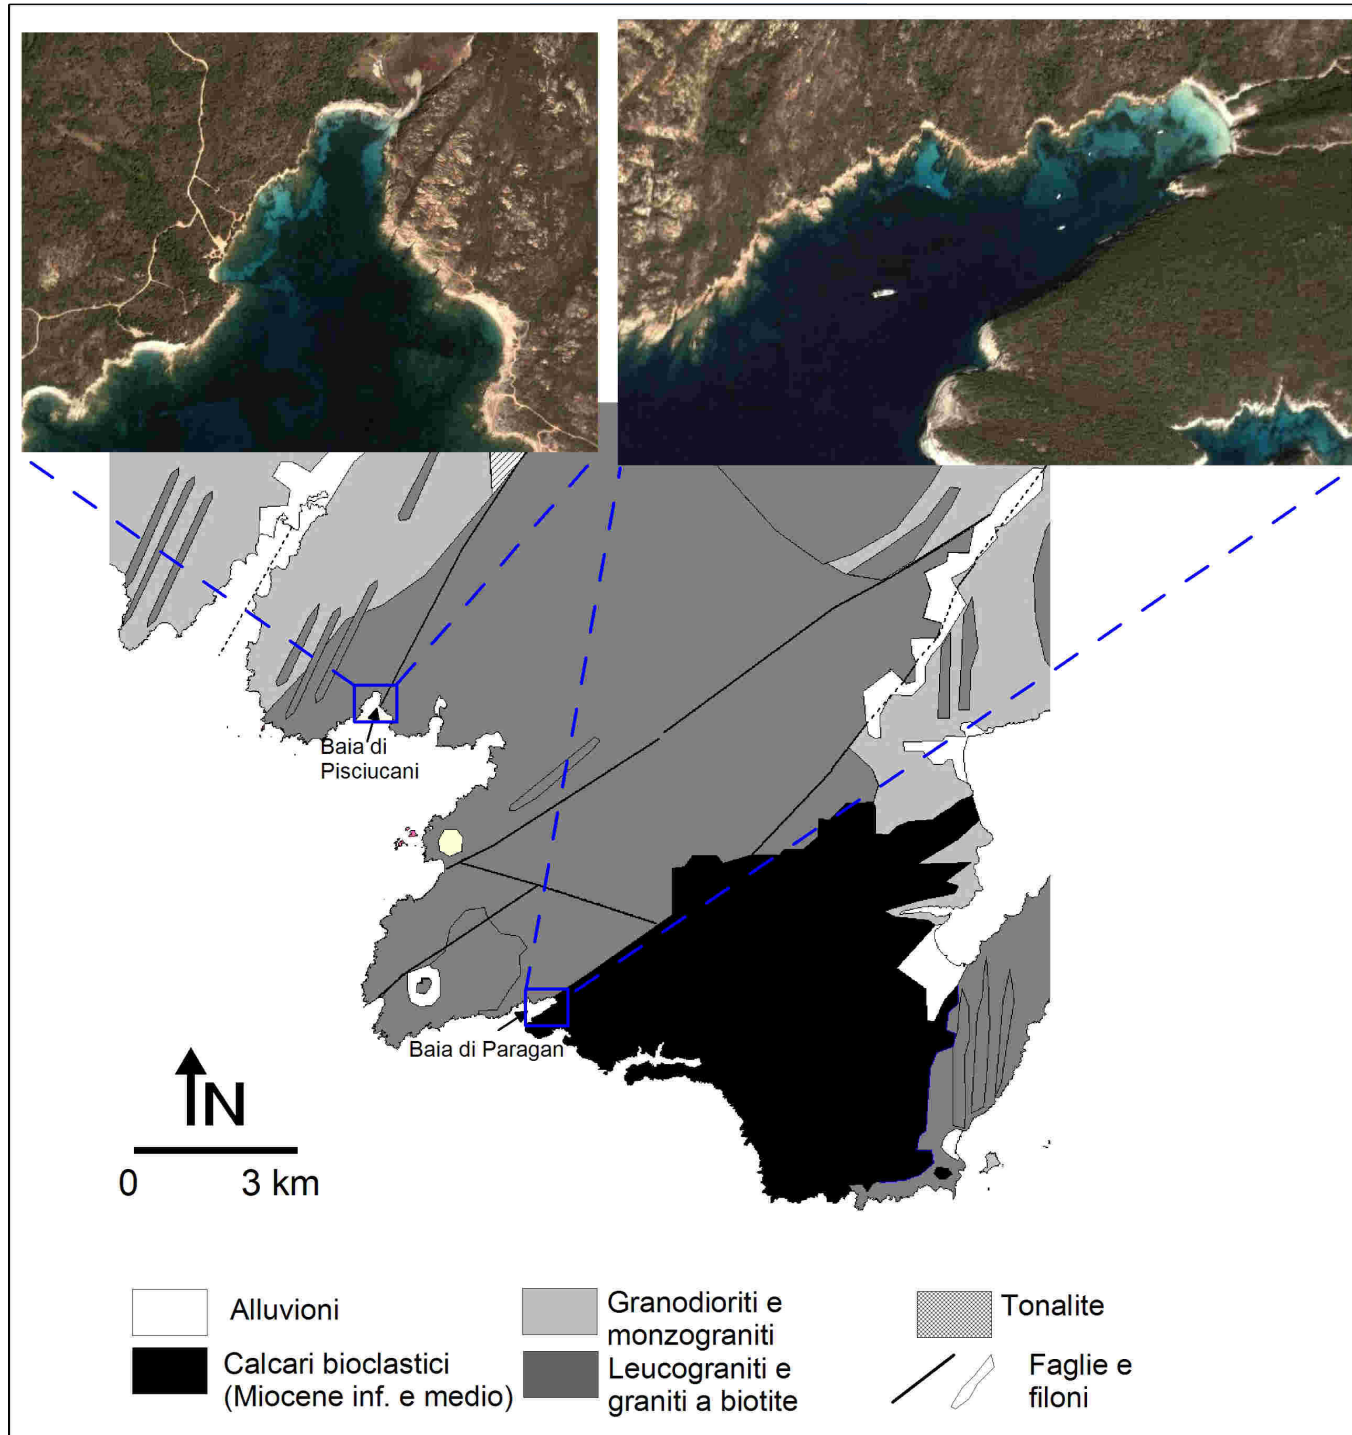 Baia di
Pisciucani
Baia di Paragan
N
0 3 km
Alluvioni
Calcari bioclastici
(Miocene inf. e medio)
Granodioriti e
monzograniti
Leucograniti e
graniti a biotite
Tonalite
Faglie e
filoni